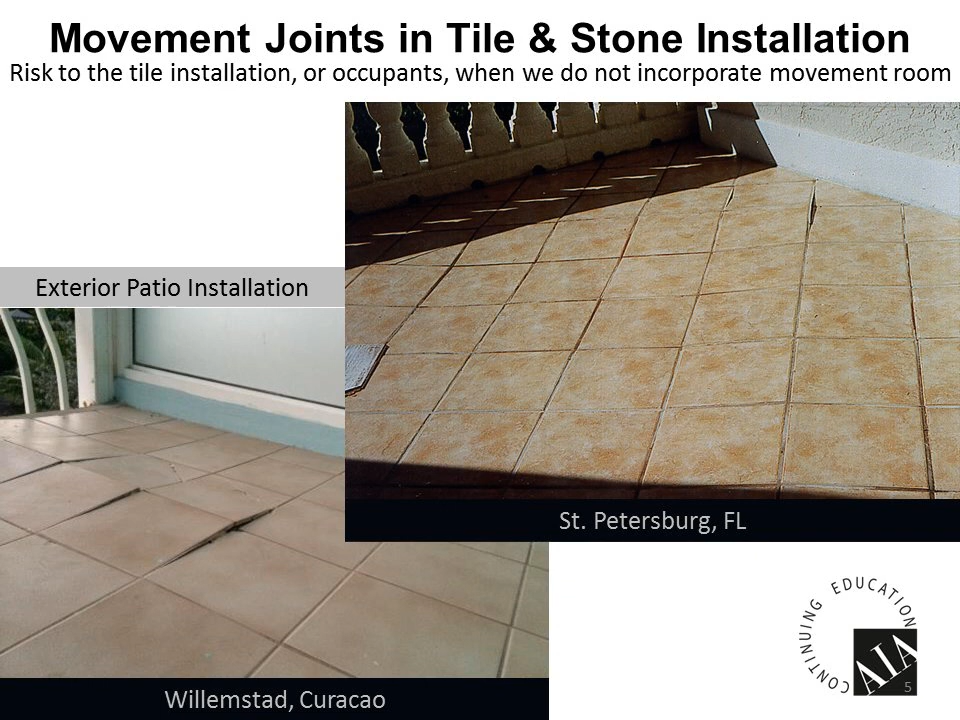 Movement Joints in Tile & Stone Installation
Risk to the tile installation, or occupants, when we do not incorporate movement room
Exterior Patio Installation
St. Petersburg, FL
Willemstad, Curacao
CONTINUING EDUCATION
AIA
5